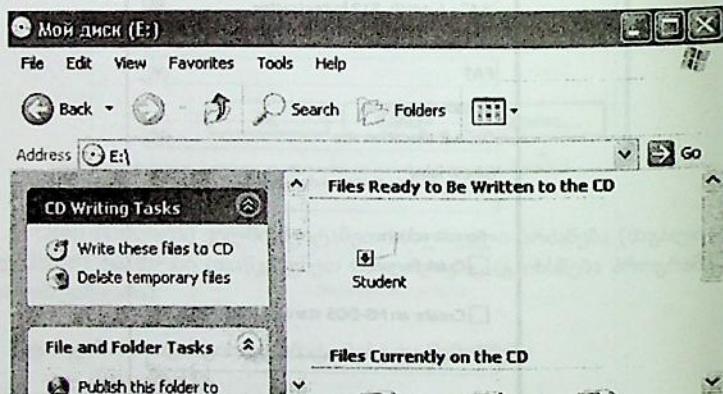 Мой диск (E:)
File Edit View Favorites Tools Help
Back Search Folders
Address E:\ Go
CD Writing Tasks
Write these files to CD
Delete temporary files
File and Folder Tasks
Publish this folder to
Files Ready to Be Written to the CD
Student
Files Currently on the CD